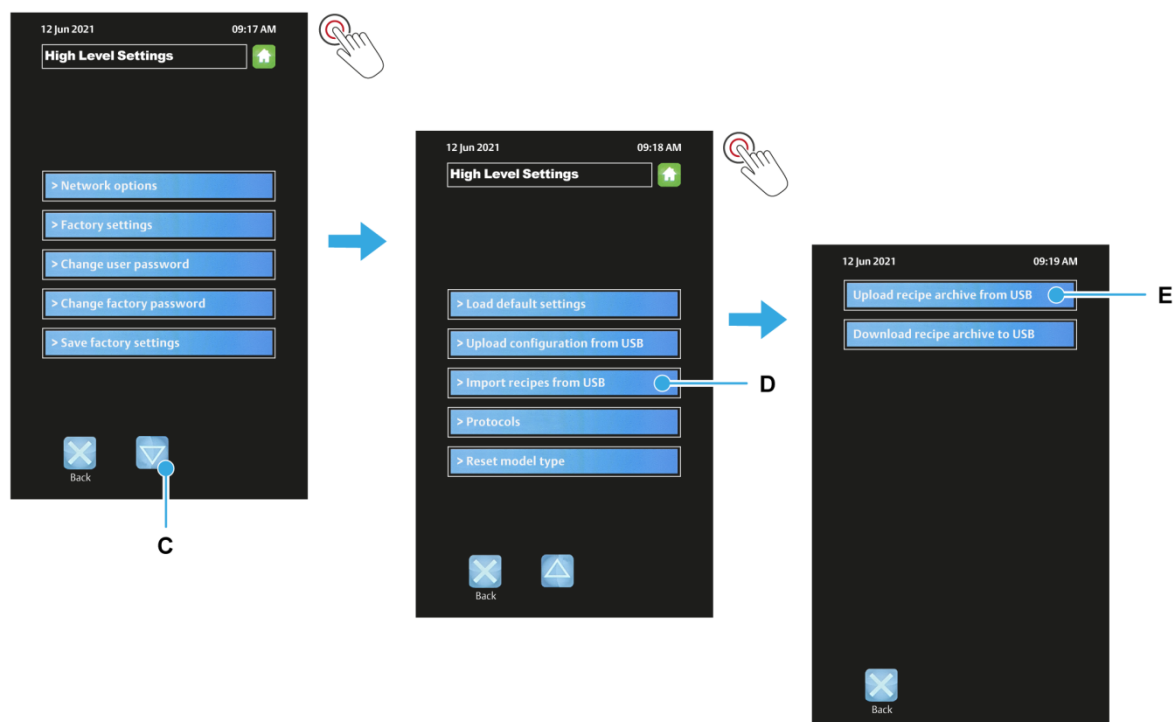 12 Jun 2021 09:17 AM
High Level Settings
> Network options
> Factory settings
> Change user password
> Change factory password
> Save factory settings
Back
C
12 Jun 2021 09:18 AM
High Level Settings
> Load default settings
> Upload configuration from USB
> Import recipes from USB
D
> Protocols
> Reset model type
Back
12 Jun 2021 09:19 AM
Upload recipe archive from USB
E
Download recipe archive to USB
Back